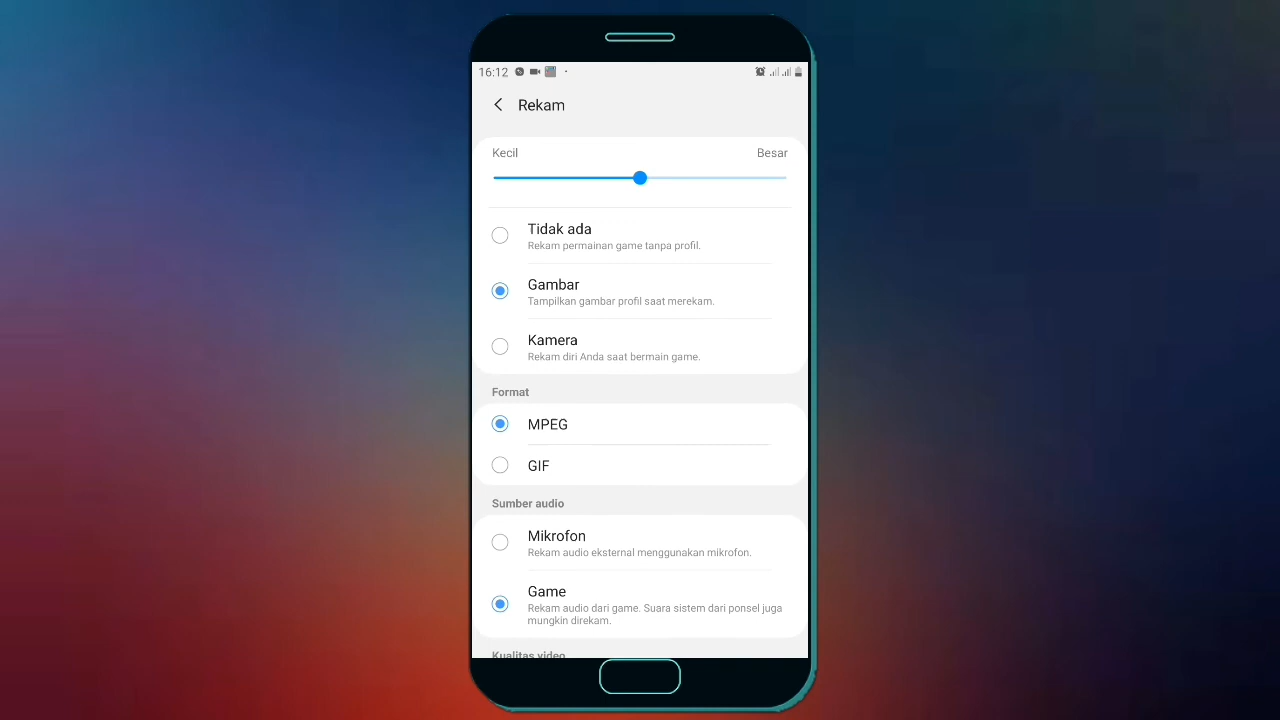 16:12
Rekam
Kecil Besar
Tidak ada
Rekam permainan game tanpa profil.
Gambar
Tampilkan gambar profil saat merekam.
Kamera
Rekam diri Anda saat bermain game.
Format
MPEG
GIF
Sumber audio
Mikrofon
Rekam audio eksternal menggunakan mikrofon.
Game
Rekam audio dari game. Suara sistem dari ponsel juga
mungkin direkam.
Kualitas video